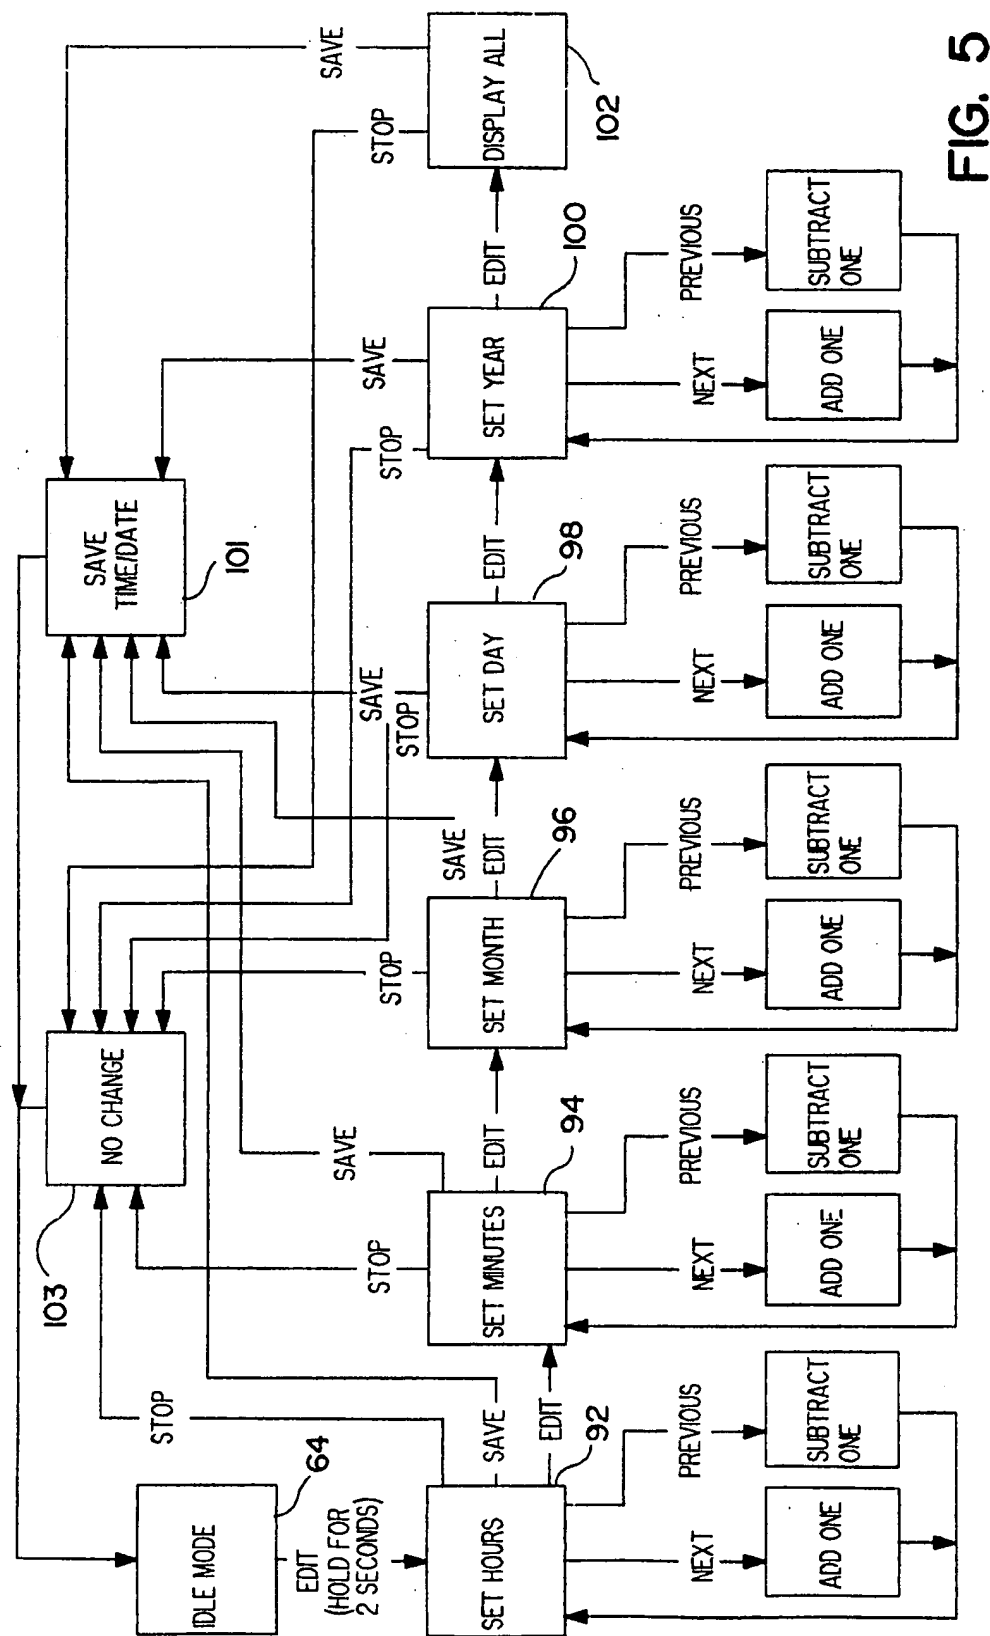 IDLE MODE
64
103
NO CHANGE
SAVE
TIME/DATE
101
EDIT
(HOLD FOR
2 SECONDS)
STOP
SAVE
STOP
SAVE
STOP
SAVE
SAVE
STOP
STOP
SAVE
STOP
SAVE
SET HOURS
SAVE
EDIT
92
SET MINUTES
EDIT
94
SET MONTH
EDIT
96
SET DAY
EDIT
98
SET YEAR
EDIT
100
DISPLAY ALL
102
NEXT
PREVIOUS
NEXT
PREVIOUS
NEXT
PREVIOUS
NEXT
PREVIOUS
NEXT
PREVIOUS
ADD ONE
SUBTRACT
ONE
ADD ONE
SUBTRACT
ONE
ADD ONE
SUBTRACT
ONE
ADD ONE
SUBTRACT
ONE
ADD ONE
SUBTRACT
ONE
FIG. 5